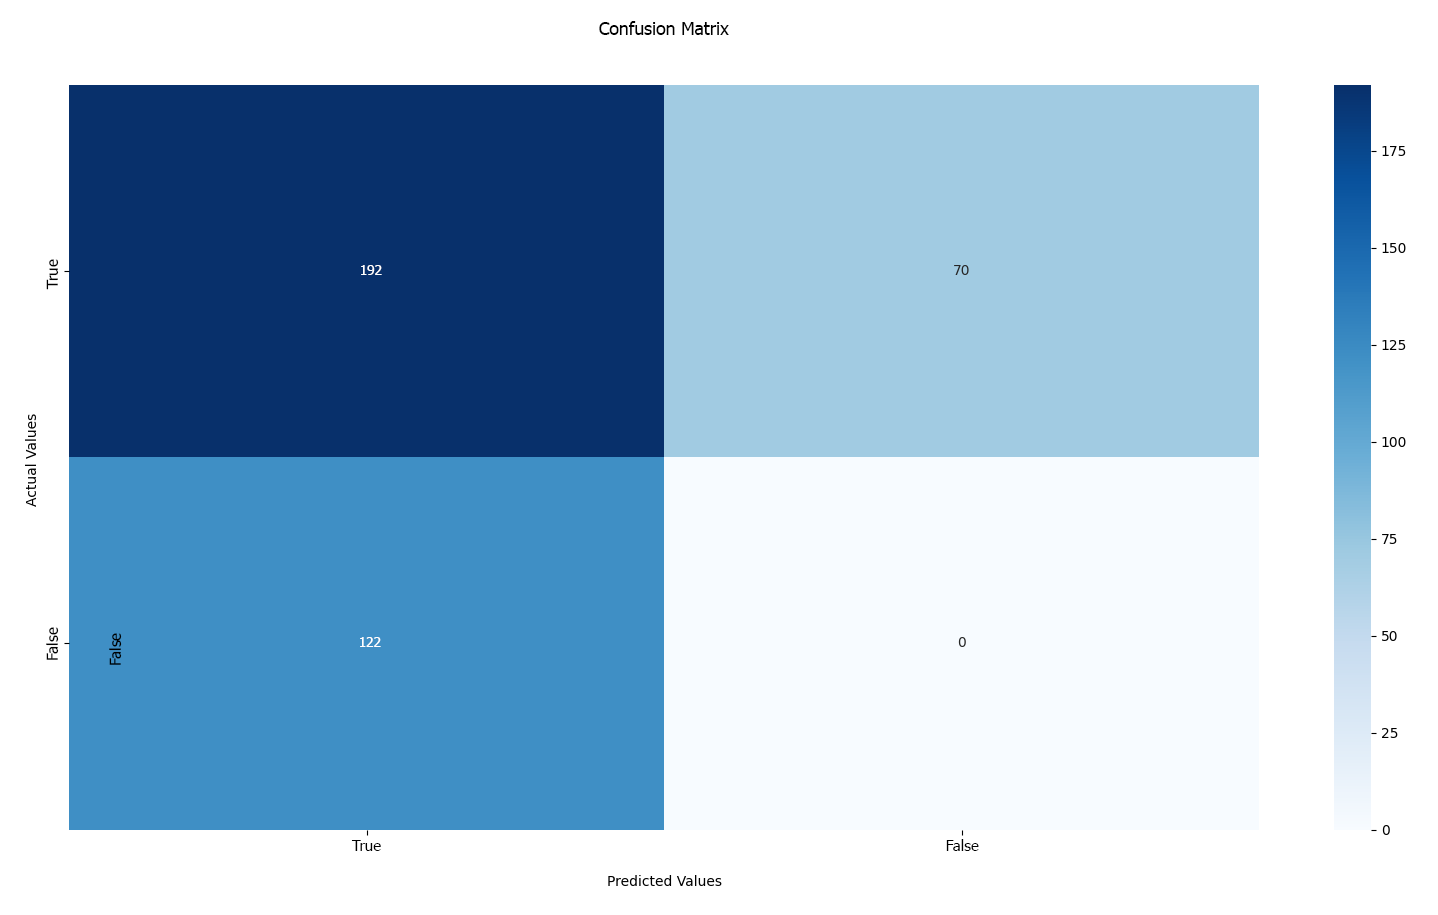 Confusion Matrix
175
150
125
100
75
50
25
0
True
192
70
Actual Values
False
False
122
0
True
False
Predicted Values